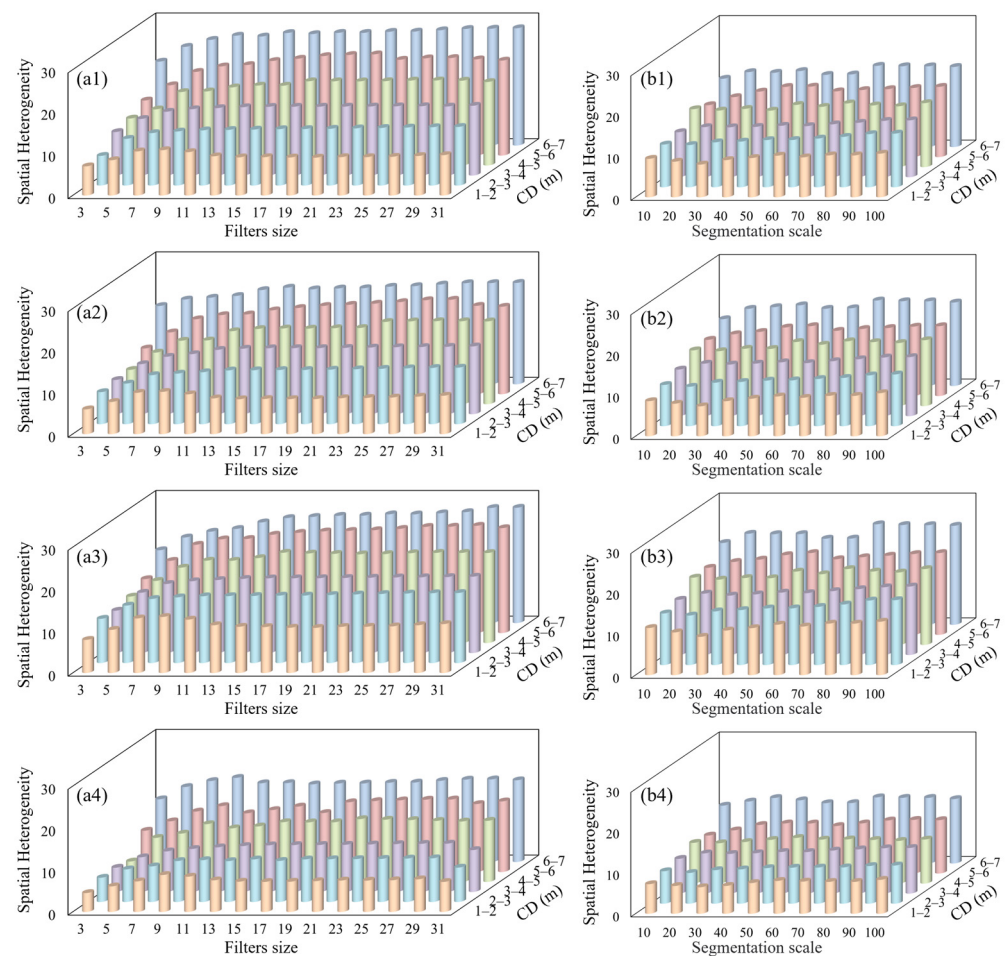 (a1)
Spatial Heterogeneity
30
20
10
0
3 5 7 9 11 13 15 17 19 21 23 25 27 29 31
Filters size
1–2
2–3
3–4
4–5
5–6
6–7
CD (m)
(b1)
Spatial Heterogeneity
30
20
10
0
10 20 30 40 50 60 70 80 90 100
Segmentation scale
1–2
2–3
3–4
4–5
5–6
6–7
CD (m)
(a2)
Spatial Heterogeneity
30
20
10
0
3 5 7 9 11 13 15 17 19 21 23 25 27 29 31
Filters size
1–2
2–3
3–4
4–5
5–6
6–7
CD (m)
(b2)
Spatial Heterogeneity
30
20
10
0
10 20 30 40 50 60 70 80 90 100
Segmentation scale
1–2
2–3
3–4
4–5
5–6
6–7
CD (m)
(a3)
Spatial Heterogeneity
30
20
10
0
3 5 7 9 11 13 15 17 19 21 23 25 27 29 31
Filters size
1–2
2–3
3–4
4–5
5–6
6–7
CD (m)
(b3)
Spatial Heterogeneity
30
20
10
0
10 20 30 40 50 60 70 80 90 100
Segmentation scale
1–2
2–3
3–4
4–5
5–6
6–7
CD (m)
(a4)
Spatial Heterogeneity
30
20
10
0
3 5 7 9 11 13 15 17 19 21 23 25 27 29 31
Filters size
1–2
2–3
3–4
4–5
5–6
6–7
CD (m)
(b4)
Spatial Heterogeneity
30
20
10
0
10 20 30 40 50 60 70 80 90 100
Segmentation scale
1–2
2–3
3–4
4–5
5–6
6–7
CD (m)